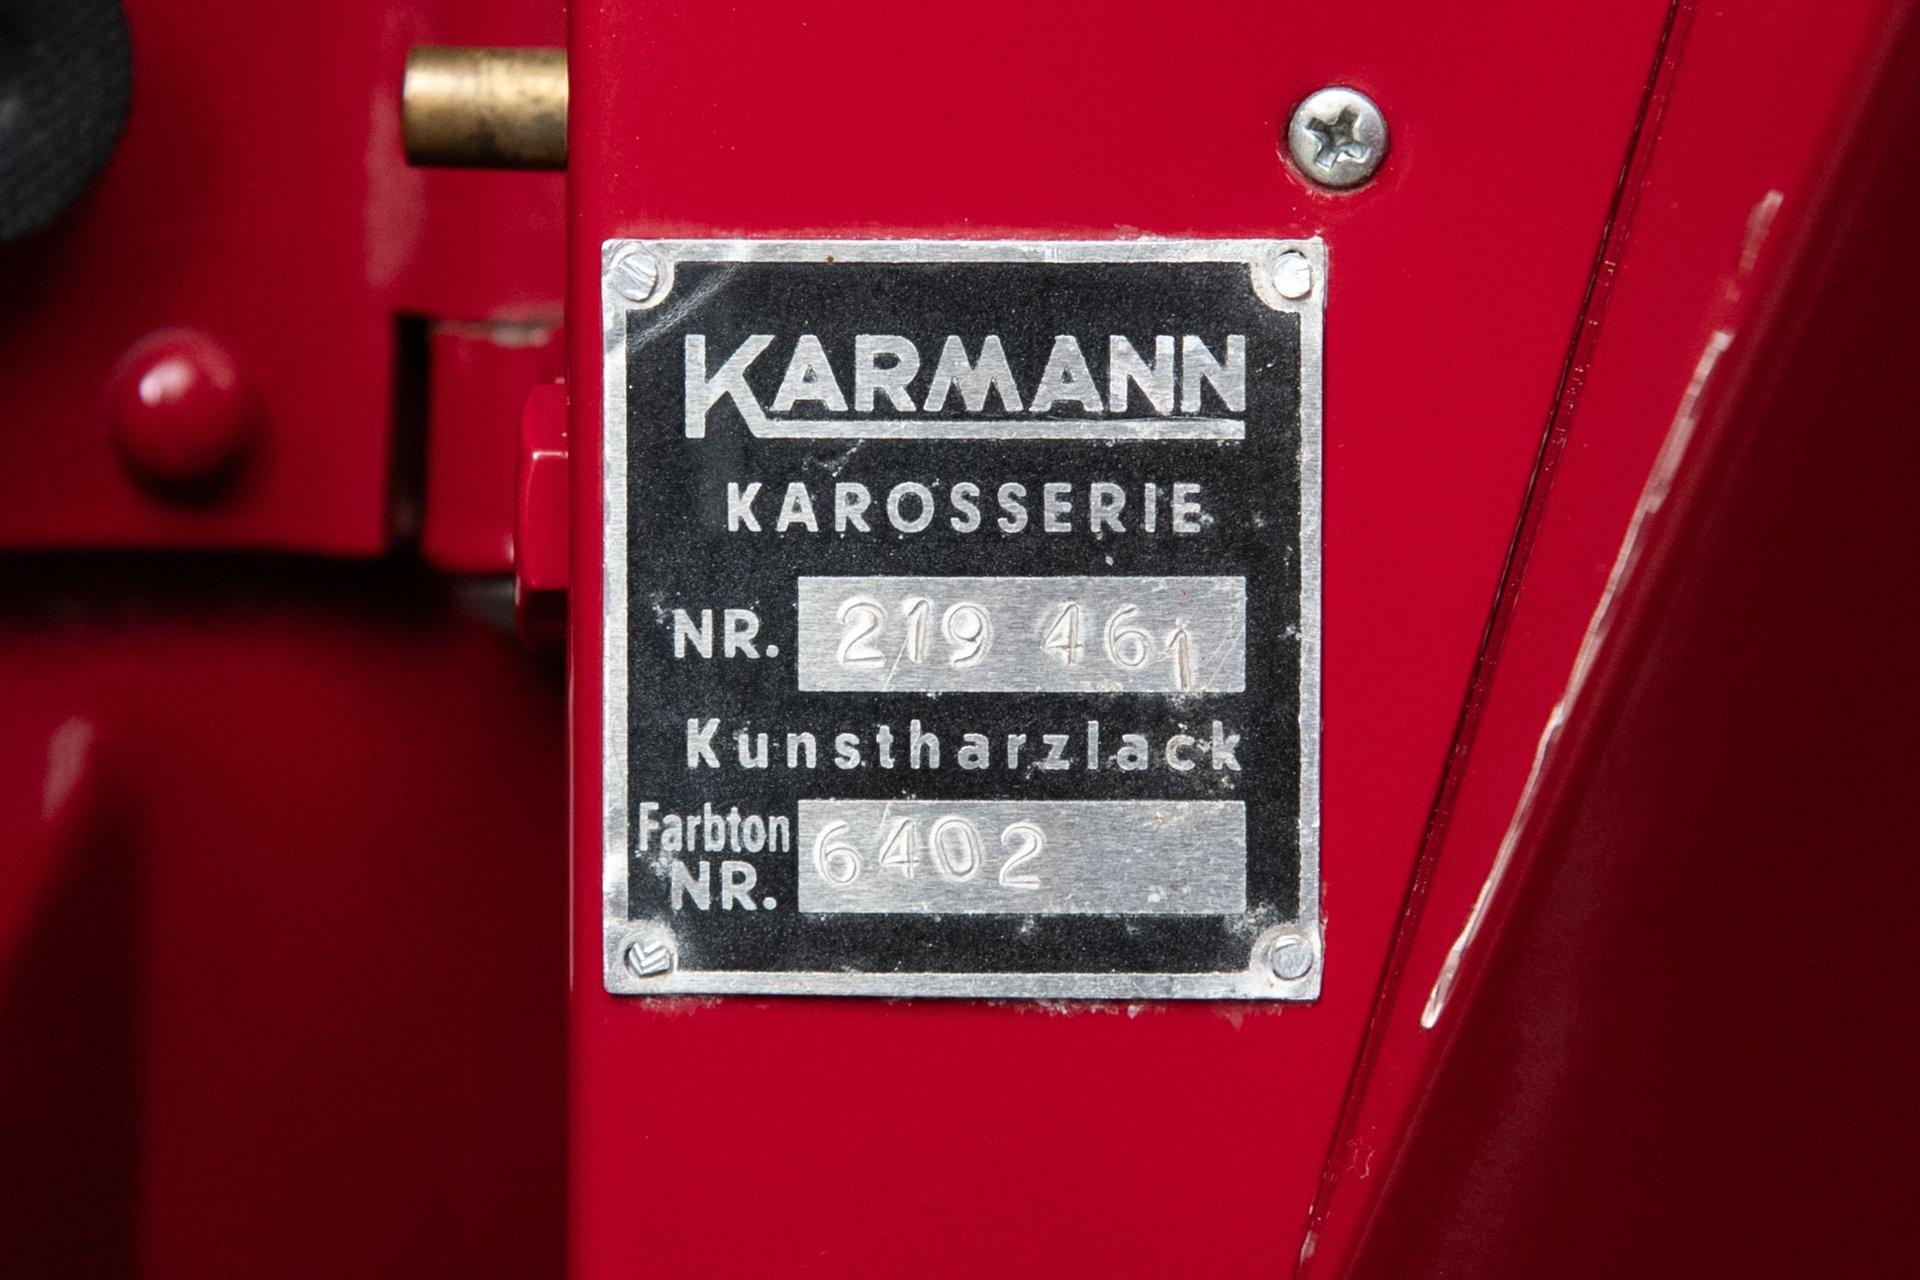 KARMANN
KAROSSERIE
NR. 219 461
Kunstharzlack
Farbton
NR. 6402